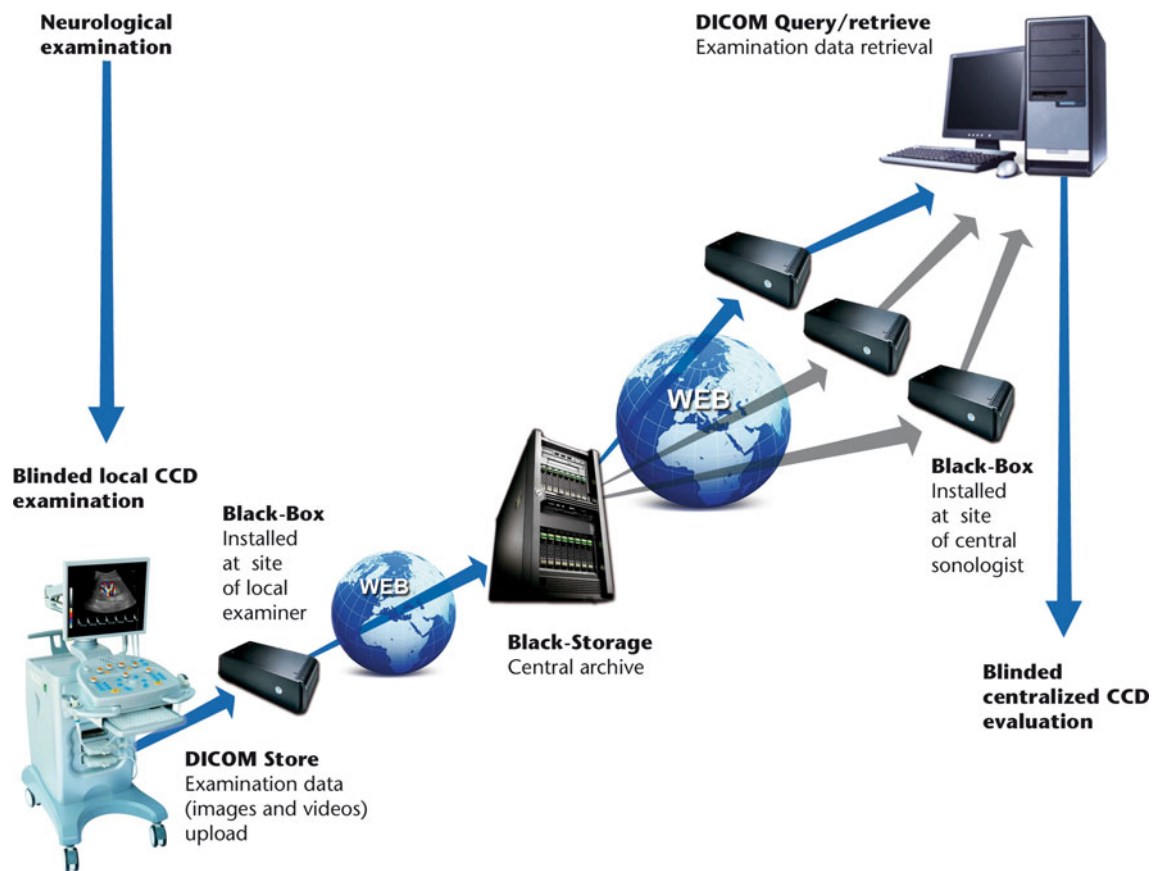 Neurological
examination
DICOM Query/retrieve
Examination data retrieval
WEB
Blinded local CCD
examination
Black-Box
Installed
at site
of local
examiner
WEB
Black-Storage
Central archive
Black-Box
Installed
at site
of central
sonologist
DICOM Store
Examination data
(images and videos)
upload
Blinded
centralized CCD
evaluation